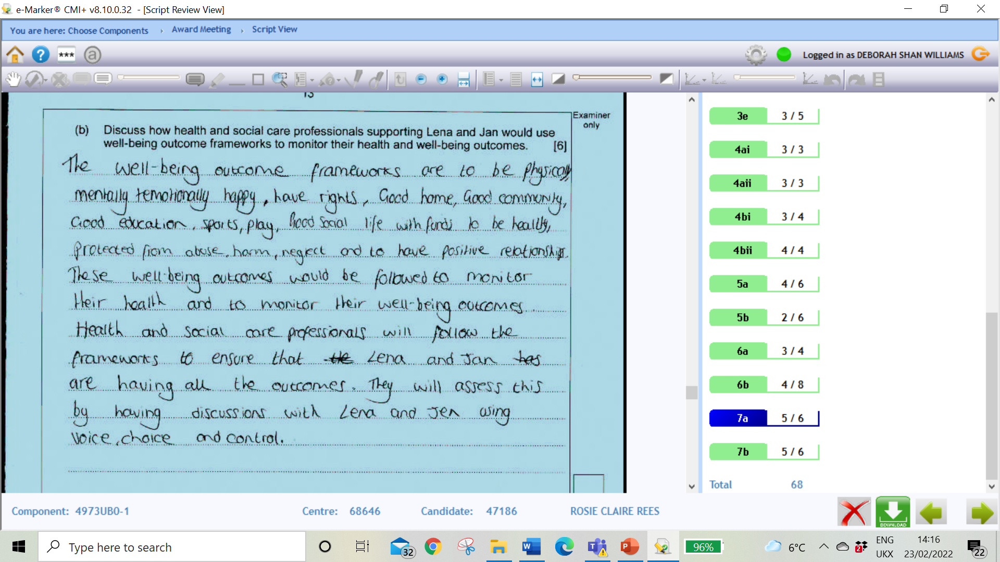 e-Marker® CMI+ v8.10.0.32 - [Script Review View]
You are here: Choose Components › Award Meeting › Script View
? *** a
Logged in as DEBORAH SHAN WILLIAMS
13
Examiner
only
(b) Discuss how health and social care professionals supporting Lena and Jan would use
well-being outcome frameworks to monitor their health and well-being outcomes. [6]
The well-being outcome frameworks are to be physically,
mentally + emotionally happy, have rights, Good home, Good community,
Good education, sports, play, Good social life with funds to be healthy,
Protected from abuse, harm, neglect and to have positive relationships.
These well-being outcomes would be followed to monitor
their health and to monitor their well-being outcomes.
Health and social care professionals will follow the
frameworks to ensure that the Lena and Jan has
are having all the outcomes. They will assess this
by having discussions with Lena and Jen using
voice, choice and control.
3e 3 / 5
4ai 3 / 3
4aii 3 / 3
4bi 3 / 4
4bii 4 / 4
5a 4 / 6
5b 2 / 6
6a 3 / 4
6b 4 / 8
7a 5 / 6
7b 5 / 6
Total 68
Component: 4973UB0-1 Centre: 68646 Candidate: 47186 ROSIE CLAIRE REES
DOWNLOAD
Type here to search
32
96%
6°C
2
ENG
UKX
14:16
23/02/2022
22